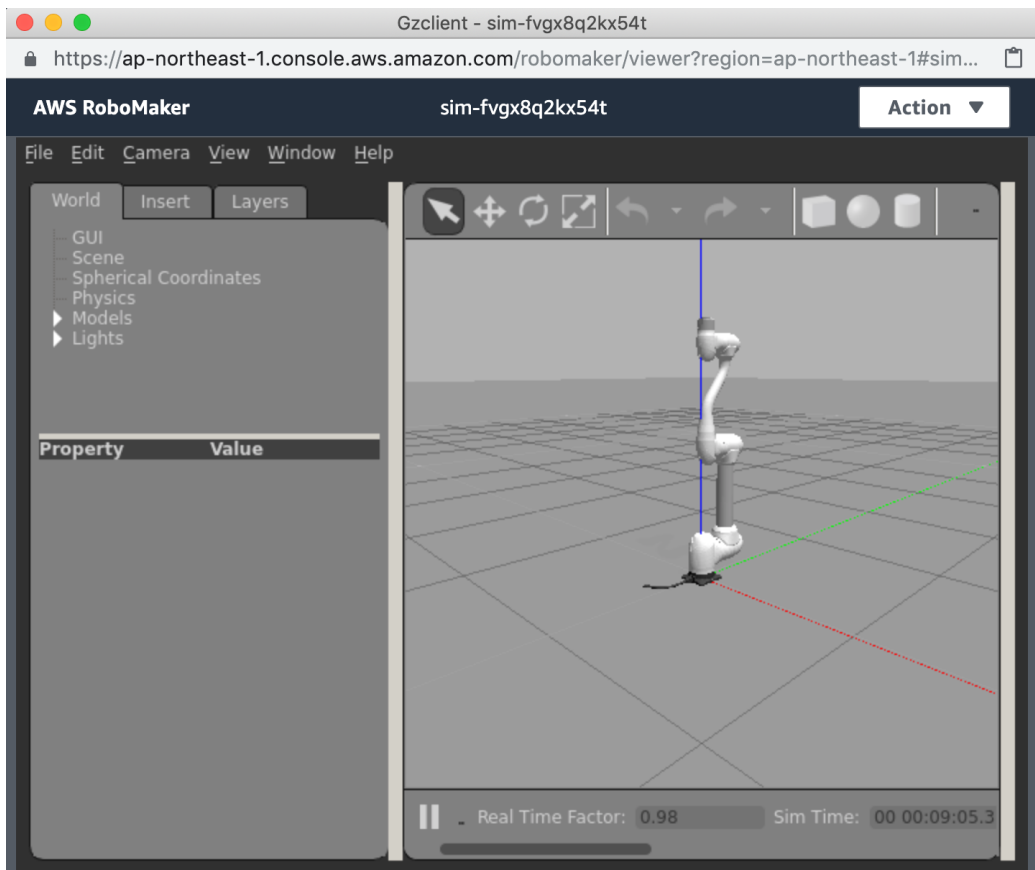 Gzclient - sim-fvgx8q2kx54t
https://ap-northeast-1.console.aws.amazon.com/robomaker/viewer?region=ap-northeast-1#sim...
AWS RoboMaker sim-fvgx8q2kx54t Action
File Edit Camera View Window Help
World Insert Layers
GUI
Scene
Spherical Coordinates
Physics
Models
Lights
Property Value
Real Time Factor: 0.98 Sim Time: 00 00:09:05.3